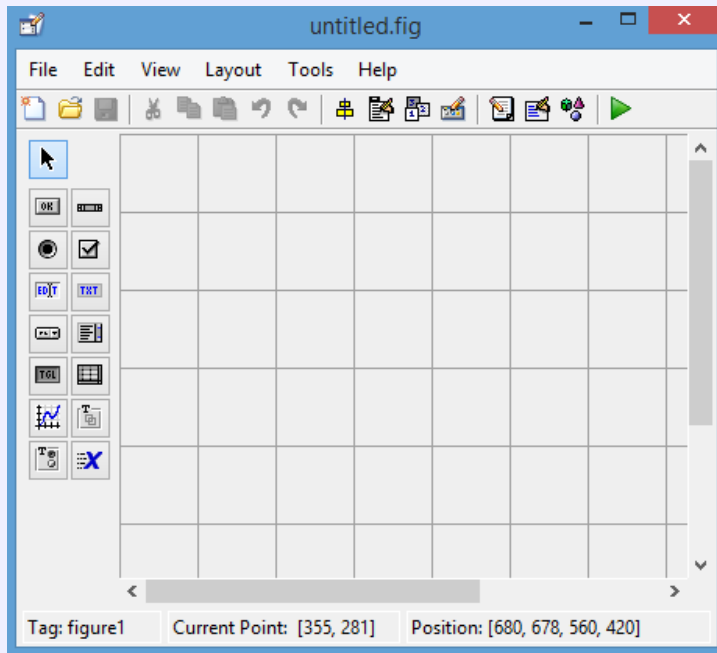 untitled.fig
File Edit View Layout Tools Help
OK
EDIT TXT
TGL
T
T
X
Tag: figure1 Current Point: [355, 281] Position: [680, 678, 560, 420]